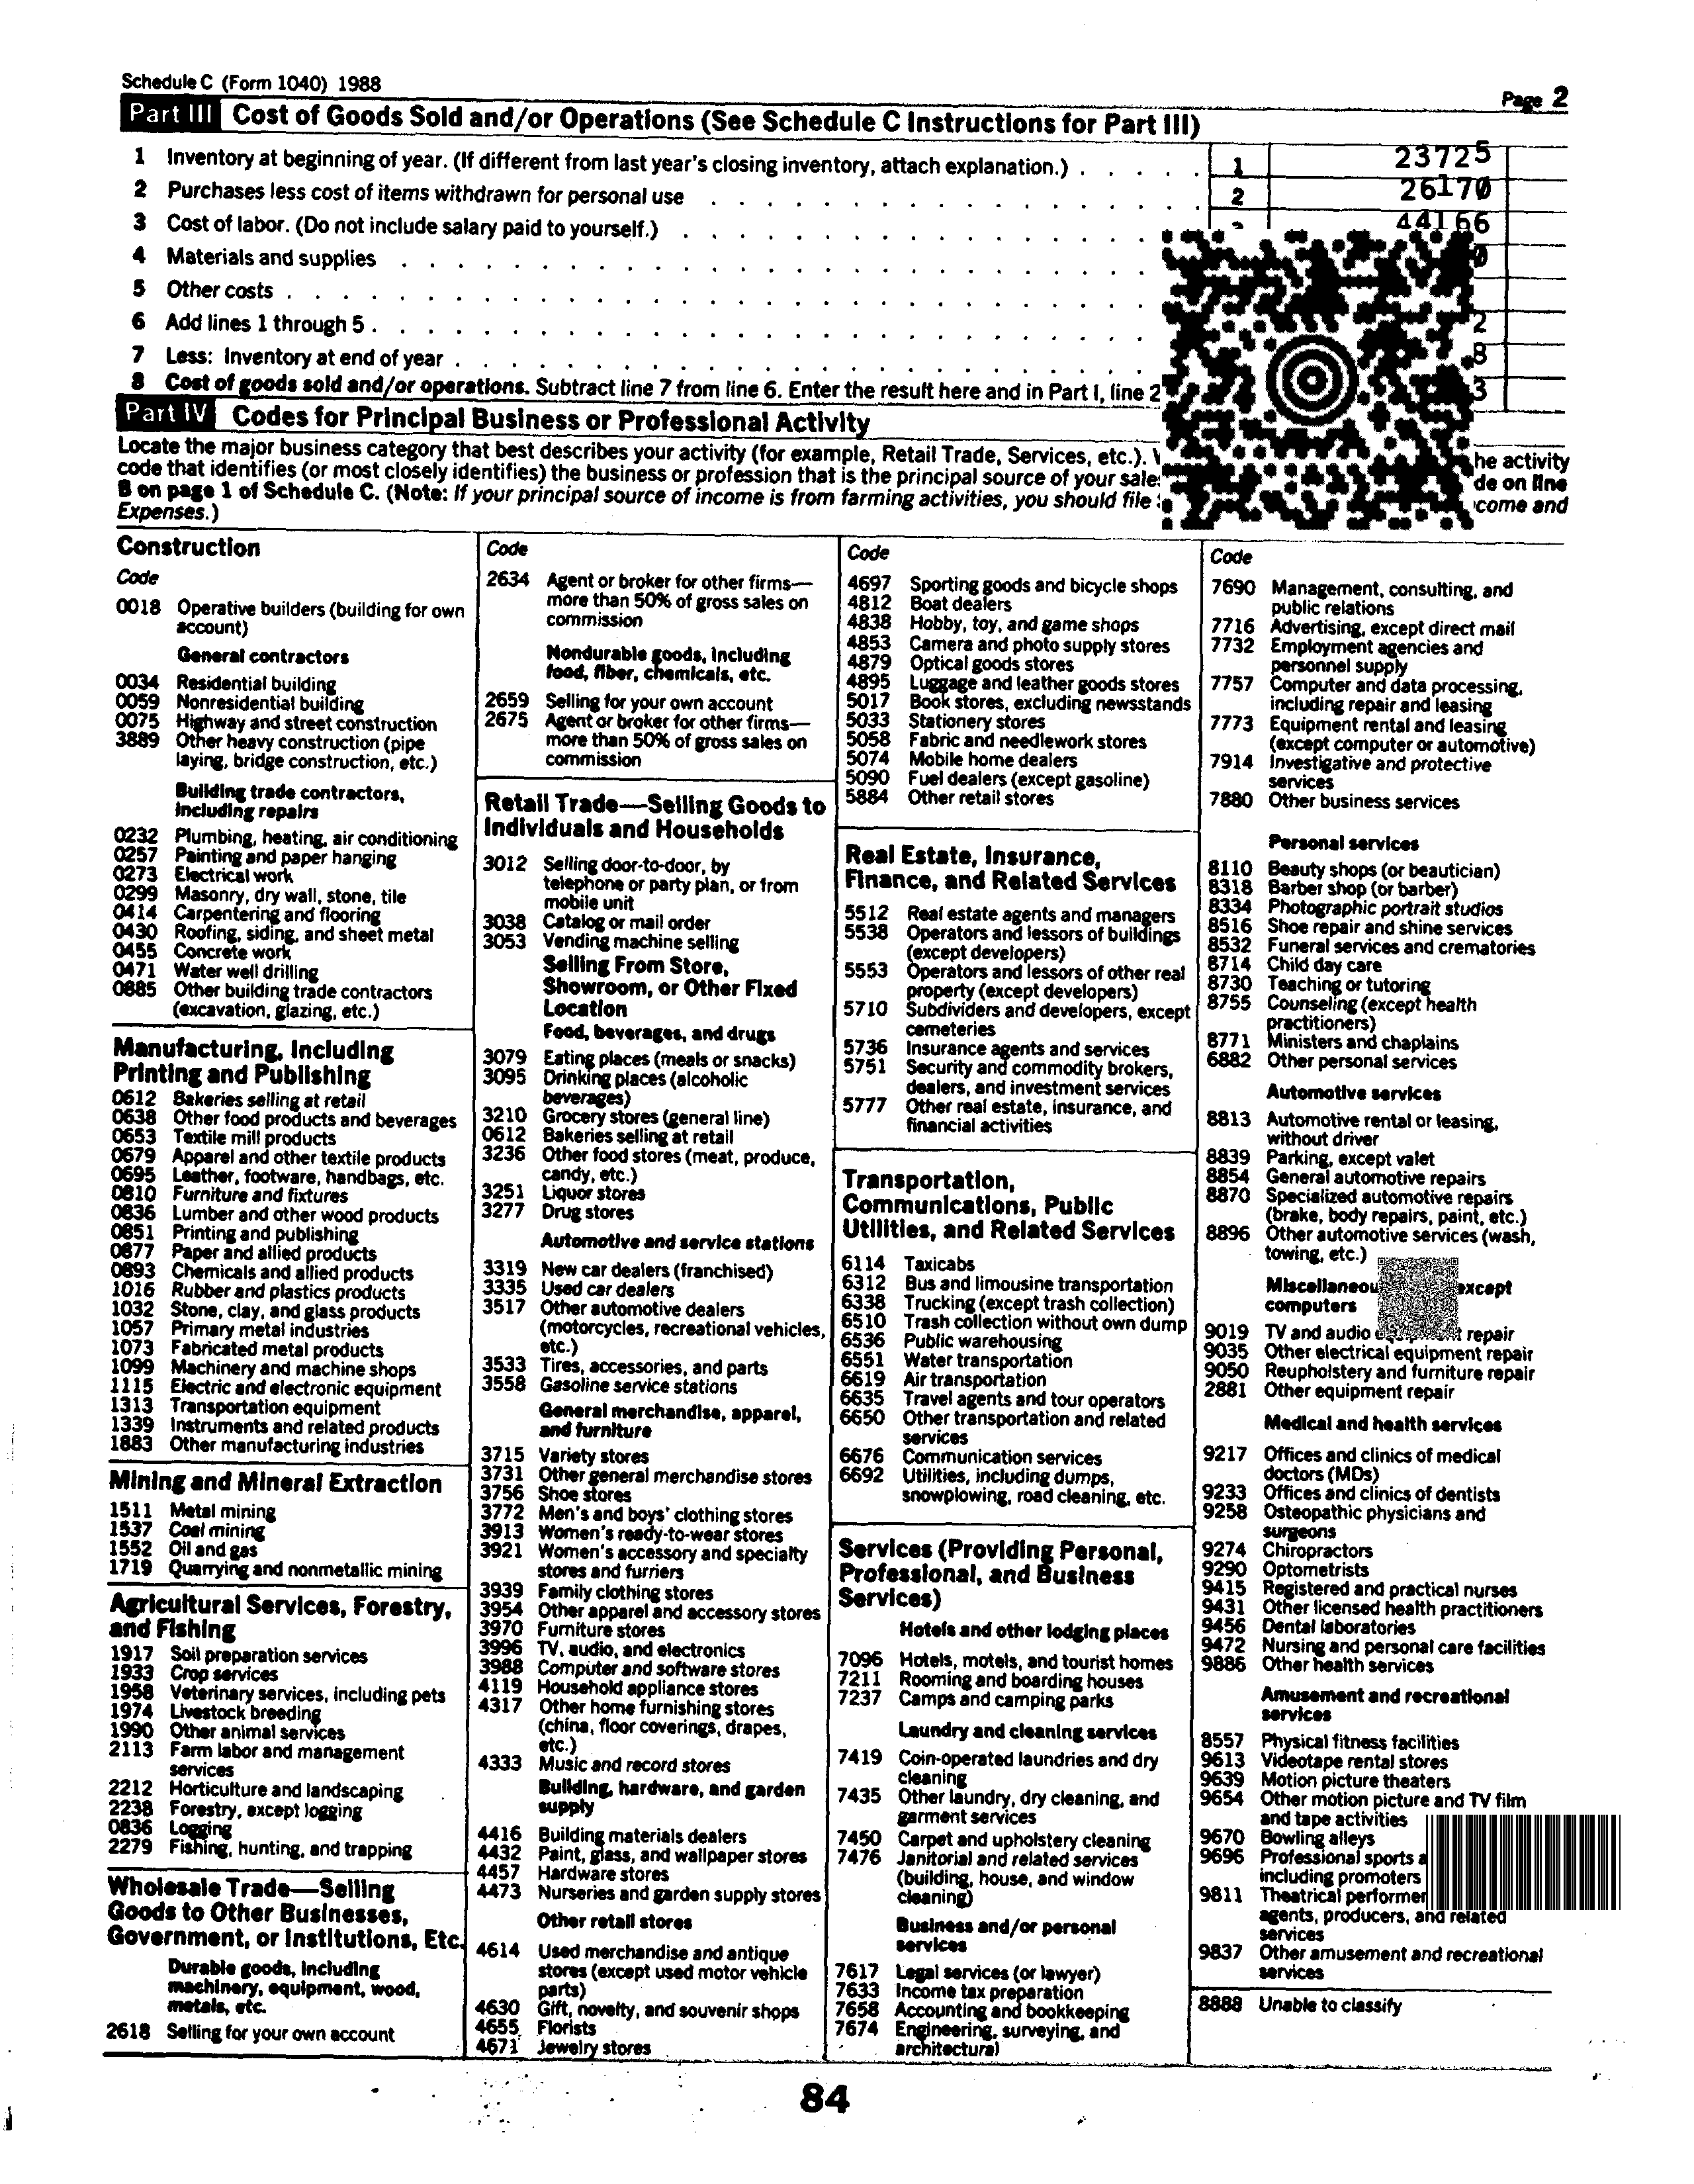 Schedule C (Form 1040) 1988
Page 2
Part III Cost of Goods Sold and/or Operations (See Schedule C Instructions for Part III)
1 Inventory at beginning of year. (If different from last year's closing inventory, attach explanation.) . . . . . 1 23725
2 Purchases less cost of items withdrawn for personal use . . . . . . . . . . . . . . . . . . 2 26170
3 Cost of labor. (Do not include salary paid to yourself.) . . . . . . . . . . . . . . . . . 44166
4 Materials and supplies . . . . . . . . . . . . . . . . . . . . . . . . . . .
5 Other costs . . . . . . . . . . . . . . . . . . . . . . . . . . . . . . .
6 Add lines 1 through 5 . . . . . . . . . . . . . . . . . . . . . . . . . . . . 2
7 Less: Inventory at end of year . . . . . . . . . . . . . . . . . . . . . . . . . 8
8 Cost of goods sold and/or operations. Subtract line 7 from line 6. Enter the result here and in Part I, line 2 3
Part IV Codes for Principal Business or Professional Activity
Locate the major business category that best describes your activity (for example, Retail Trade, Services, etc.). he activity
code that identifies (or most closely identifies) the business or profession that is the principal source of your sale de on line
B on page 1 of Schedule C. (Note: If your principal source of income is from farming activities, you should file come and
Expenses.)
Construction
Code
0018 Operative builders (building for own
account)
General contractors
0034 Residential building
0059 Nonresidential building
0075 Highway and street construction
3889 Other heavy construction (pipe
laying, bridge construction, etc.)
Building trade contractors,
including repairs
0232 Plumbing, heating, air conditioning
0257 Painting and paper hanging
0273 Electrical work
0299 Masonry, dry wall, stone, tile
0414 Carpentering and flooring
0430 Roofing, siding, and sheet metal
0455 Concrete work
0471 Water well drilling
0885 Other building trade contractors
(excavation, glazing, etc.)
Manufacturing, Including
Printing and Publishing
0612 Bakeries selling at retail
0638 Other food products and beverages
0653 Textile mill products
0679 Apparel and other textile products
0695 Leather, footware, handbags, etc.
0810 Furniture and fixtures
0836 Lumber and other wood products
0851 Printing and publishing
0877 Paper and allied products
0893 Chemicals and allied products
1016 Rubber and plastics products
1032 Stone, clay, and glass products
1057 Primary metal industries
1073 Fabricated metal products
1099 Machinery and machine shops
1115 Electric and electronic equipment
1313 Transportation equipment
1339 Instruments and related products
1883 Other manufacturing industries
Mining and Mineral Extraction
1511 Metal mining
1537 Coal mining
1552 Oil and gas
1719 Quarrying and nonmetallic mining
Agricultural Services, Forestry,
and Fishing
1917 Soil preparation services
1933 Crop services
1958 Veterinary services, including pets
1974 Livestock breeding
1990 Other animal services
2113 Farm labor and management
services
2212 Horticulture and landscaping
2238 Forestry, except logging
0836 Logging
2279 Fishing, hunting, and trapping
Wholesale Trade—Selling
Goods to Other Businesses,
Government, or Institutions, Etc.
Durable goods, including
machinery, equipment, wood,
metals, etc.
2618 Selling for your own account
Code
2634 Agent or broker for other firms—
more than 50% of gross sales on
commission
Nondurable goods, including
food, fiber, chemicals, etc.
2659 Selling for your own account
2675 Agent or broker for other firms—
more than 50% of gross sales on
commission
Retail Trade—Selling Goods to
Individuals and Households
3012 Selling door-to-door, by
telephone or party plan, or from
mobile unit
3038 Catalog or mail order
3053 Vending machine selling
Selling From Store,
Showroom, or Other Fixed
Location
Food, beverages, and drugs
3079 Eating places (meals or snacks)
3095 Drinking places (alcoholic
beverages)
3210 Grocery stores (general line)
0612 Bakeries selling at retail
3236 Other food stores (meat, produce,
candy, etc.)
3251 Liquor stores
3277 Drug stores
Automotive and service stations
3319 New car dealers (franchised)
3335 Used car dealers
3517 Other automotive dealers
(motorcycles, recreational vehicles,
etc.)
3533 Tires, accessories, and parts
3558 Gasoline service stations
General merchandise, apparel,
and furniture
3715 Variety stores
3731 Other general merchandise stores
3756 Shoe stores
3772 Men's and boys' clothing stores
3913 Women's ready-to-wear stores
3921 Women's accessory and specialty
stores and furriers
3939 Family clothing stores
3954 Other apparel and accessory stores
3970 Furniture stores
3996 TV, audio, and electronics
3988 Computer and software stores
4119 Household appliance stores
4317 Other home furnishing stores
(china, floor coverings, drapes,
etc.)
4333 Music and record stores
Building, hardware, and garden
supply
4416 Building materials dealers
4432 Paint, glass, and wallpaper stores
4457 Hardware stores
4473 Nurseries and garden supply stores
Other retail stores
4614 Used merchandise and antique
stores (except used motor vehicle
parts)
4630 Gift, novelty, and souvenir shops
4655 Florists
4671 Jewelry stores
Code
4697 Sporting goods and bicycle shops
4812 Boat dealers
4838 Hobby, toy, and game shops
4853 Camera and photo supply stores
4879 Optical goods stores
4895 Luggage and leather goods stores
5017 Book stores, excluding newsstands
5033 Stationery stores
5058 Fabric and needlework stores
5074 Mobile home dealers
5090 Fuel dealers (except gasoline)
5884 Other retail stores
Real Estate, Insurance,
Finance, and Related Services
5512 Real estate agents and managers
5538 Operators and lessors of buildings
(except developers)
5553 Operators and lessors of other real
property (except developers)
5710 Subdividers and developers, except
cemeteries
5736 Insurance agents and services
5751 Security and commodity brokers,
dealers, and investment services
5777 Other real estate, insurance, and
financial activities
Transportation,
Communications, Public
Utilities, and Related Services
6114 Taxicabs
6312 Bus and limousine transportation
6338 Trucking (except trash collection)
6510 Trash collection without own dump
6536 Public warehousing
6551 Water transportation
6619 Air transportation
6635 Travel agents and tour operators
6650 Other transportation and related
services
6676 Communication services
6692 Utilities, including dumps,
snowplowing, road cleaning, etc.
Services (Providing Personal,
Professional, and Business
Services)
Hotels and other lodging places
7096 Hotels, motels, and tourist homes
7211 Rooming and boarding houses
7237 Camps and camping parks
Laundry and cleaning services
7419 Coin-operated laundries and dry
cleaning
7435 Other laundry, dry cleaning, and
garment services
7450 Carpet and upholstery cleaning
7476 Janitorial and related services
(building, house, and window
cleaning)
Business and/or personal
services
7617 Legal services (or lawyer)
7633 Income tax preparation
7658 Accounting and bookkeeping
7674 Engineering, surveying, and
architectural
Code
7690 Management, consulting, and
public relations
7716 Advertising, except direct mail
7732 Employment agencies and
personnel supply
7757 Computer and data processing,
including repair and leasing
7773 Equipment rental and leasing
(except computer or automotive)
7914 Investigative and protective
services
7880 Other business services
Personal services
8110 Beauty shops (or beautician)
8318 Barber shop (or barber)
8334 Photographic portrait studios
8516 Shoe repair and shine services
8532 Funeral services and crematories
8714 Child day care
8730 Teaching or tutoring
8755 Counseling (except health
practitioners)
8771 Ministers and chaplains
6882 Other personal services
Automotive services
8813 Automotive rental or leasing,
without driver
8839 Parking, except valet
8854 General automotive repairs
8870 Specialized automotive repairs
(brake, body repairs, paint, etc.)
8896 Other automotive services (wash,
towing, etc.)
Miscellaneou except
computers
9019 TV and audio repair
9035 Other electrical equipment repair
9050 Reupholstery and furniture repair
2881 Other equipment repair
Medical and health services
9217 Offices and clinics of medical
doctors (MDs)
9233 Offices and clinics of dentists
9258 Osteopathic physicians and
surgeons
9274 Chiropractors
9290 Optometrists
9415 Registered and practical nurses
9431 Other licensed health practitioners
9456 Dental laboratories
9472 Nursing and personal care facilities
9886 Other health services
Amusement and recreational
services
8557 Physical fitness facilities
9613 Videotape rental stores
9639 Motion picture theaters
9654 Other motion picture and TV film
and tape activities
9670 Bowling alleys
9696 Professional sports a
including promoters
9811 Theatrical performer
agents, producers, and related
services
9837 Other amusement and recreational
services
8888 Unable to classify
84